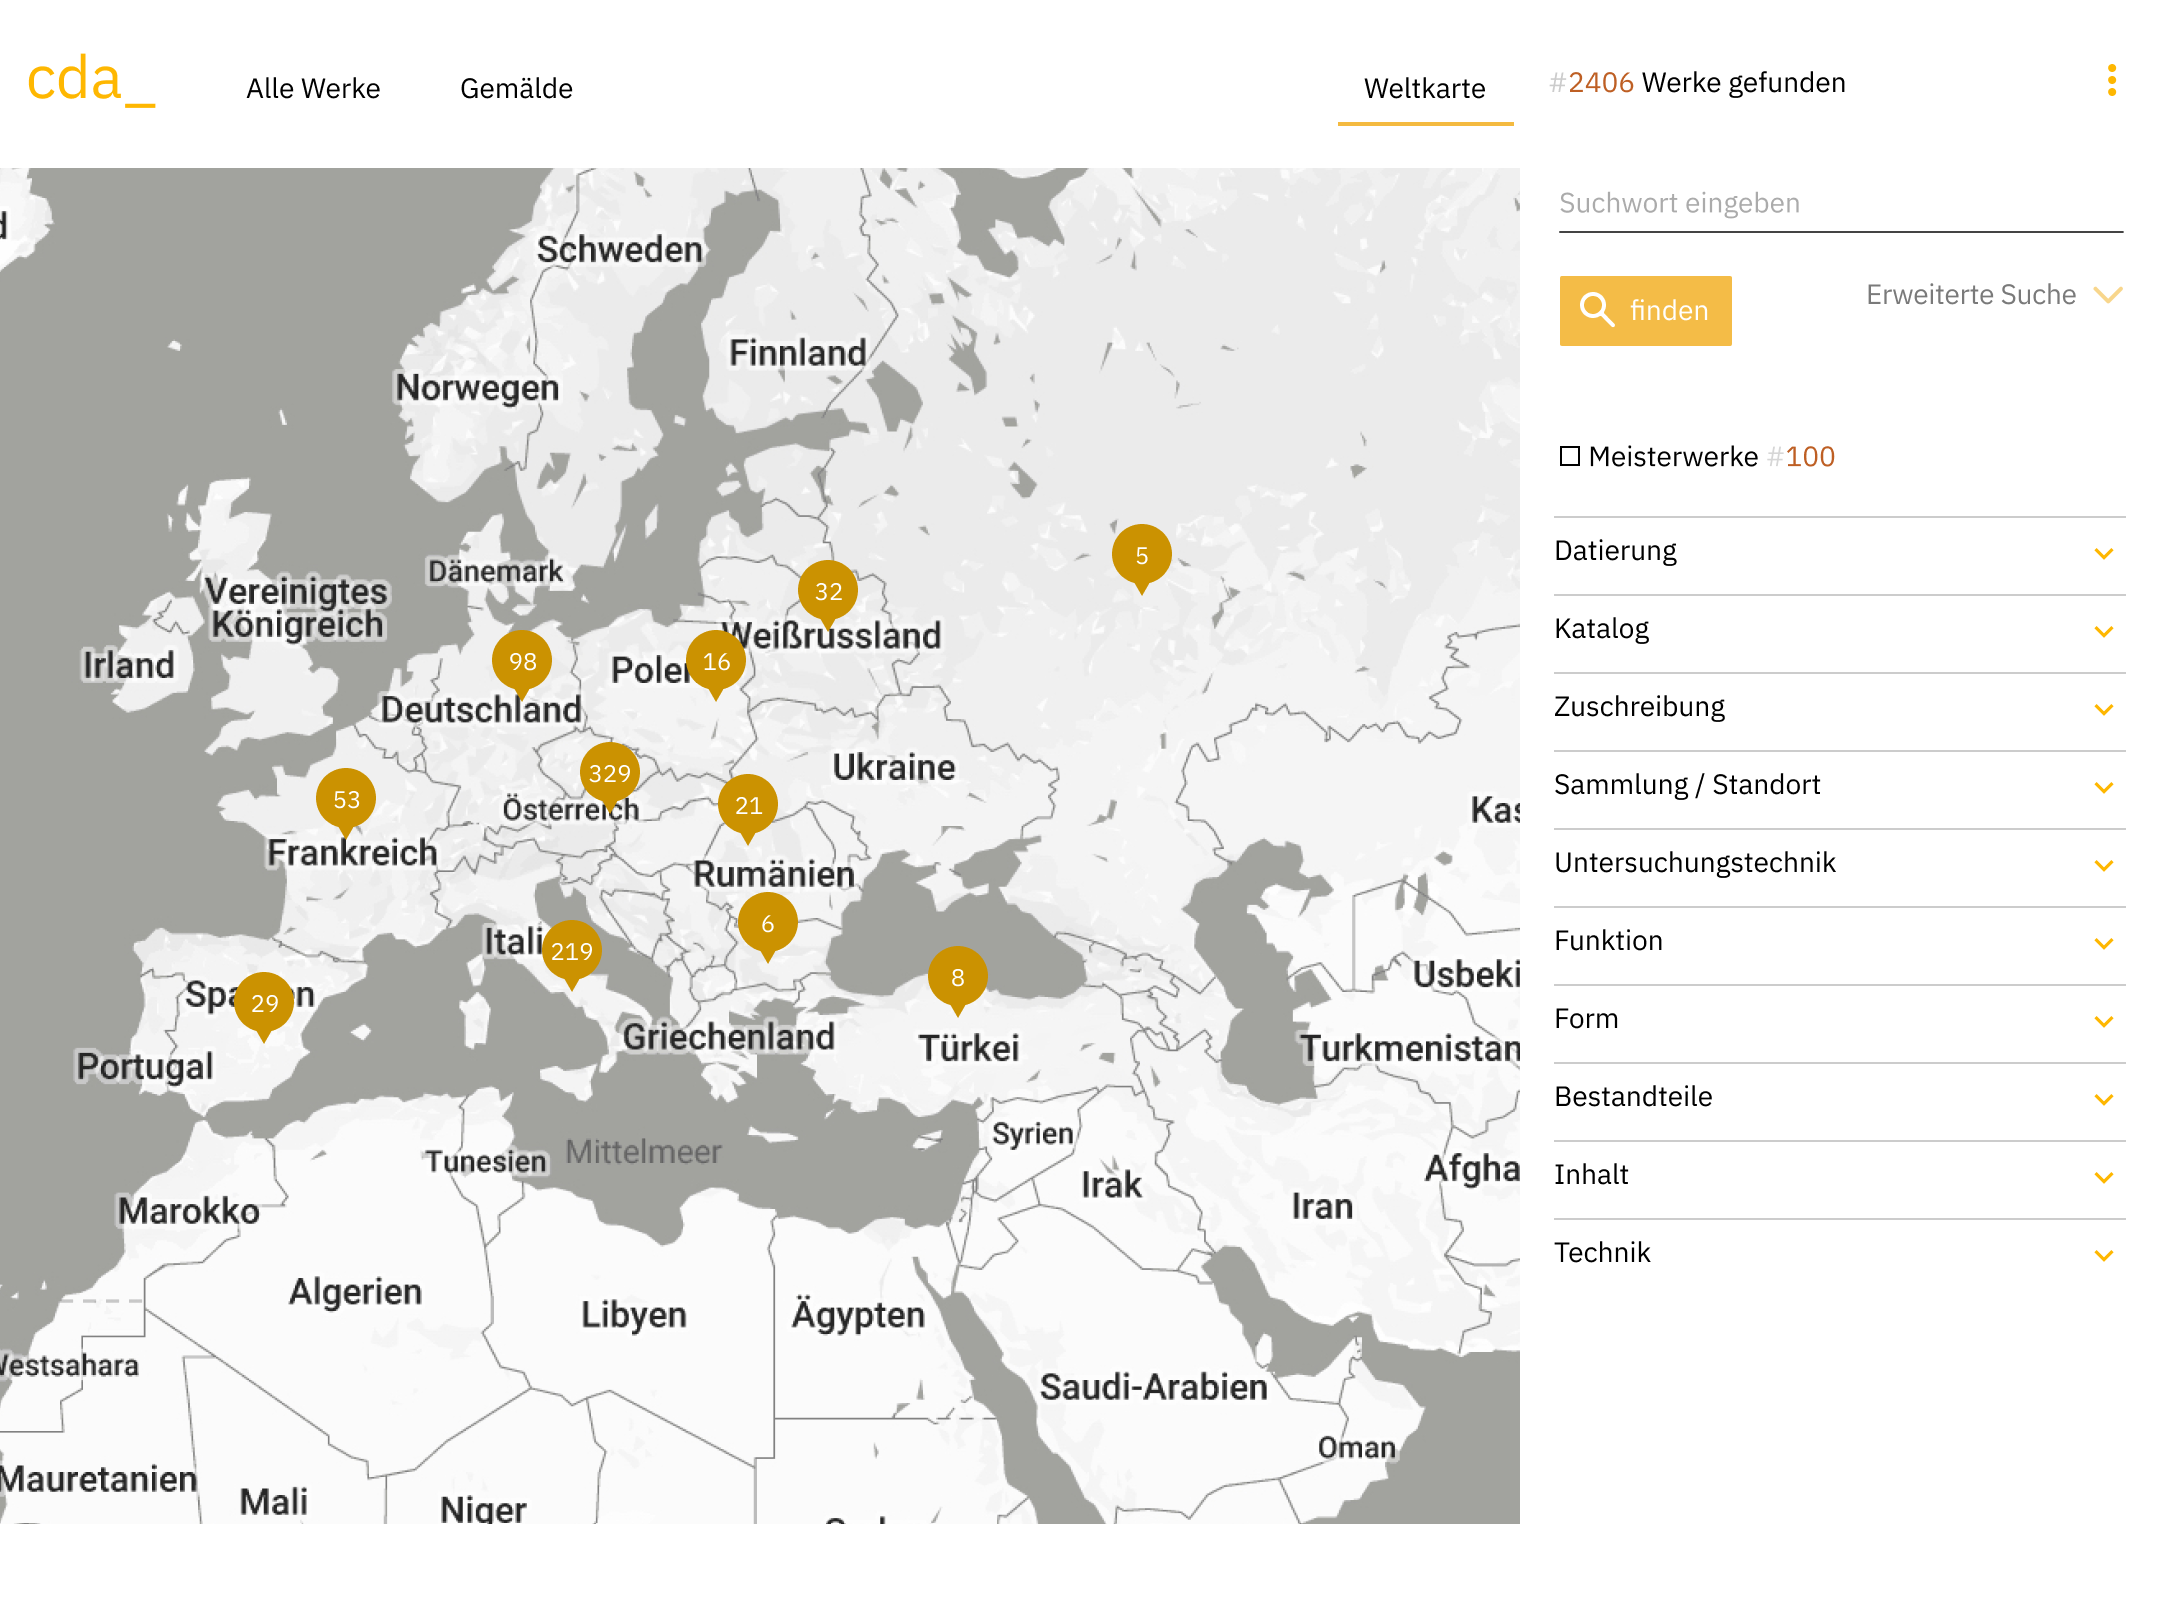 cda_
Alle Werke
Gemälde
Weltkarte
#2406 Werke gefunden
Suchwort eingeben
finden
Erweiterte Suche
Meisterwerke #100
Datierung
Katalog
Zuschreibung
Sammlung / Standort
Untersuchungstechnik
Funktion
Form
Bestandteile
Inhalt
Technik
Schweden
Finnland
Norwegen
5
Dänemark
32
Vereinigtes
Königreich
Weißrussland
Irland
98
Polen
16
Deutschland
Ukraine
329
53
21
Österreich
Kas
Frankreich
Rumänien
6
Itali
219
Usbeki
8
Spanien
29
Griechenland
Türkei
Turkmenistan
Portugal
Syrien
Mittelmeer
Tunesien
Afgha
Irak
Iran
Marokko
Algerien
Libyen
Ägypten
Westsahara
Saudi-Arabien
Oman
Mauretanien
Mali
Niger